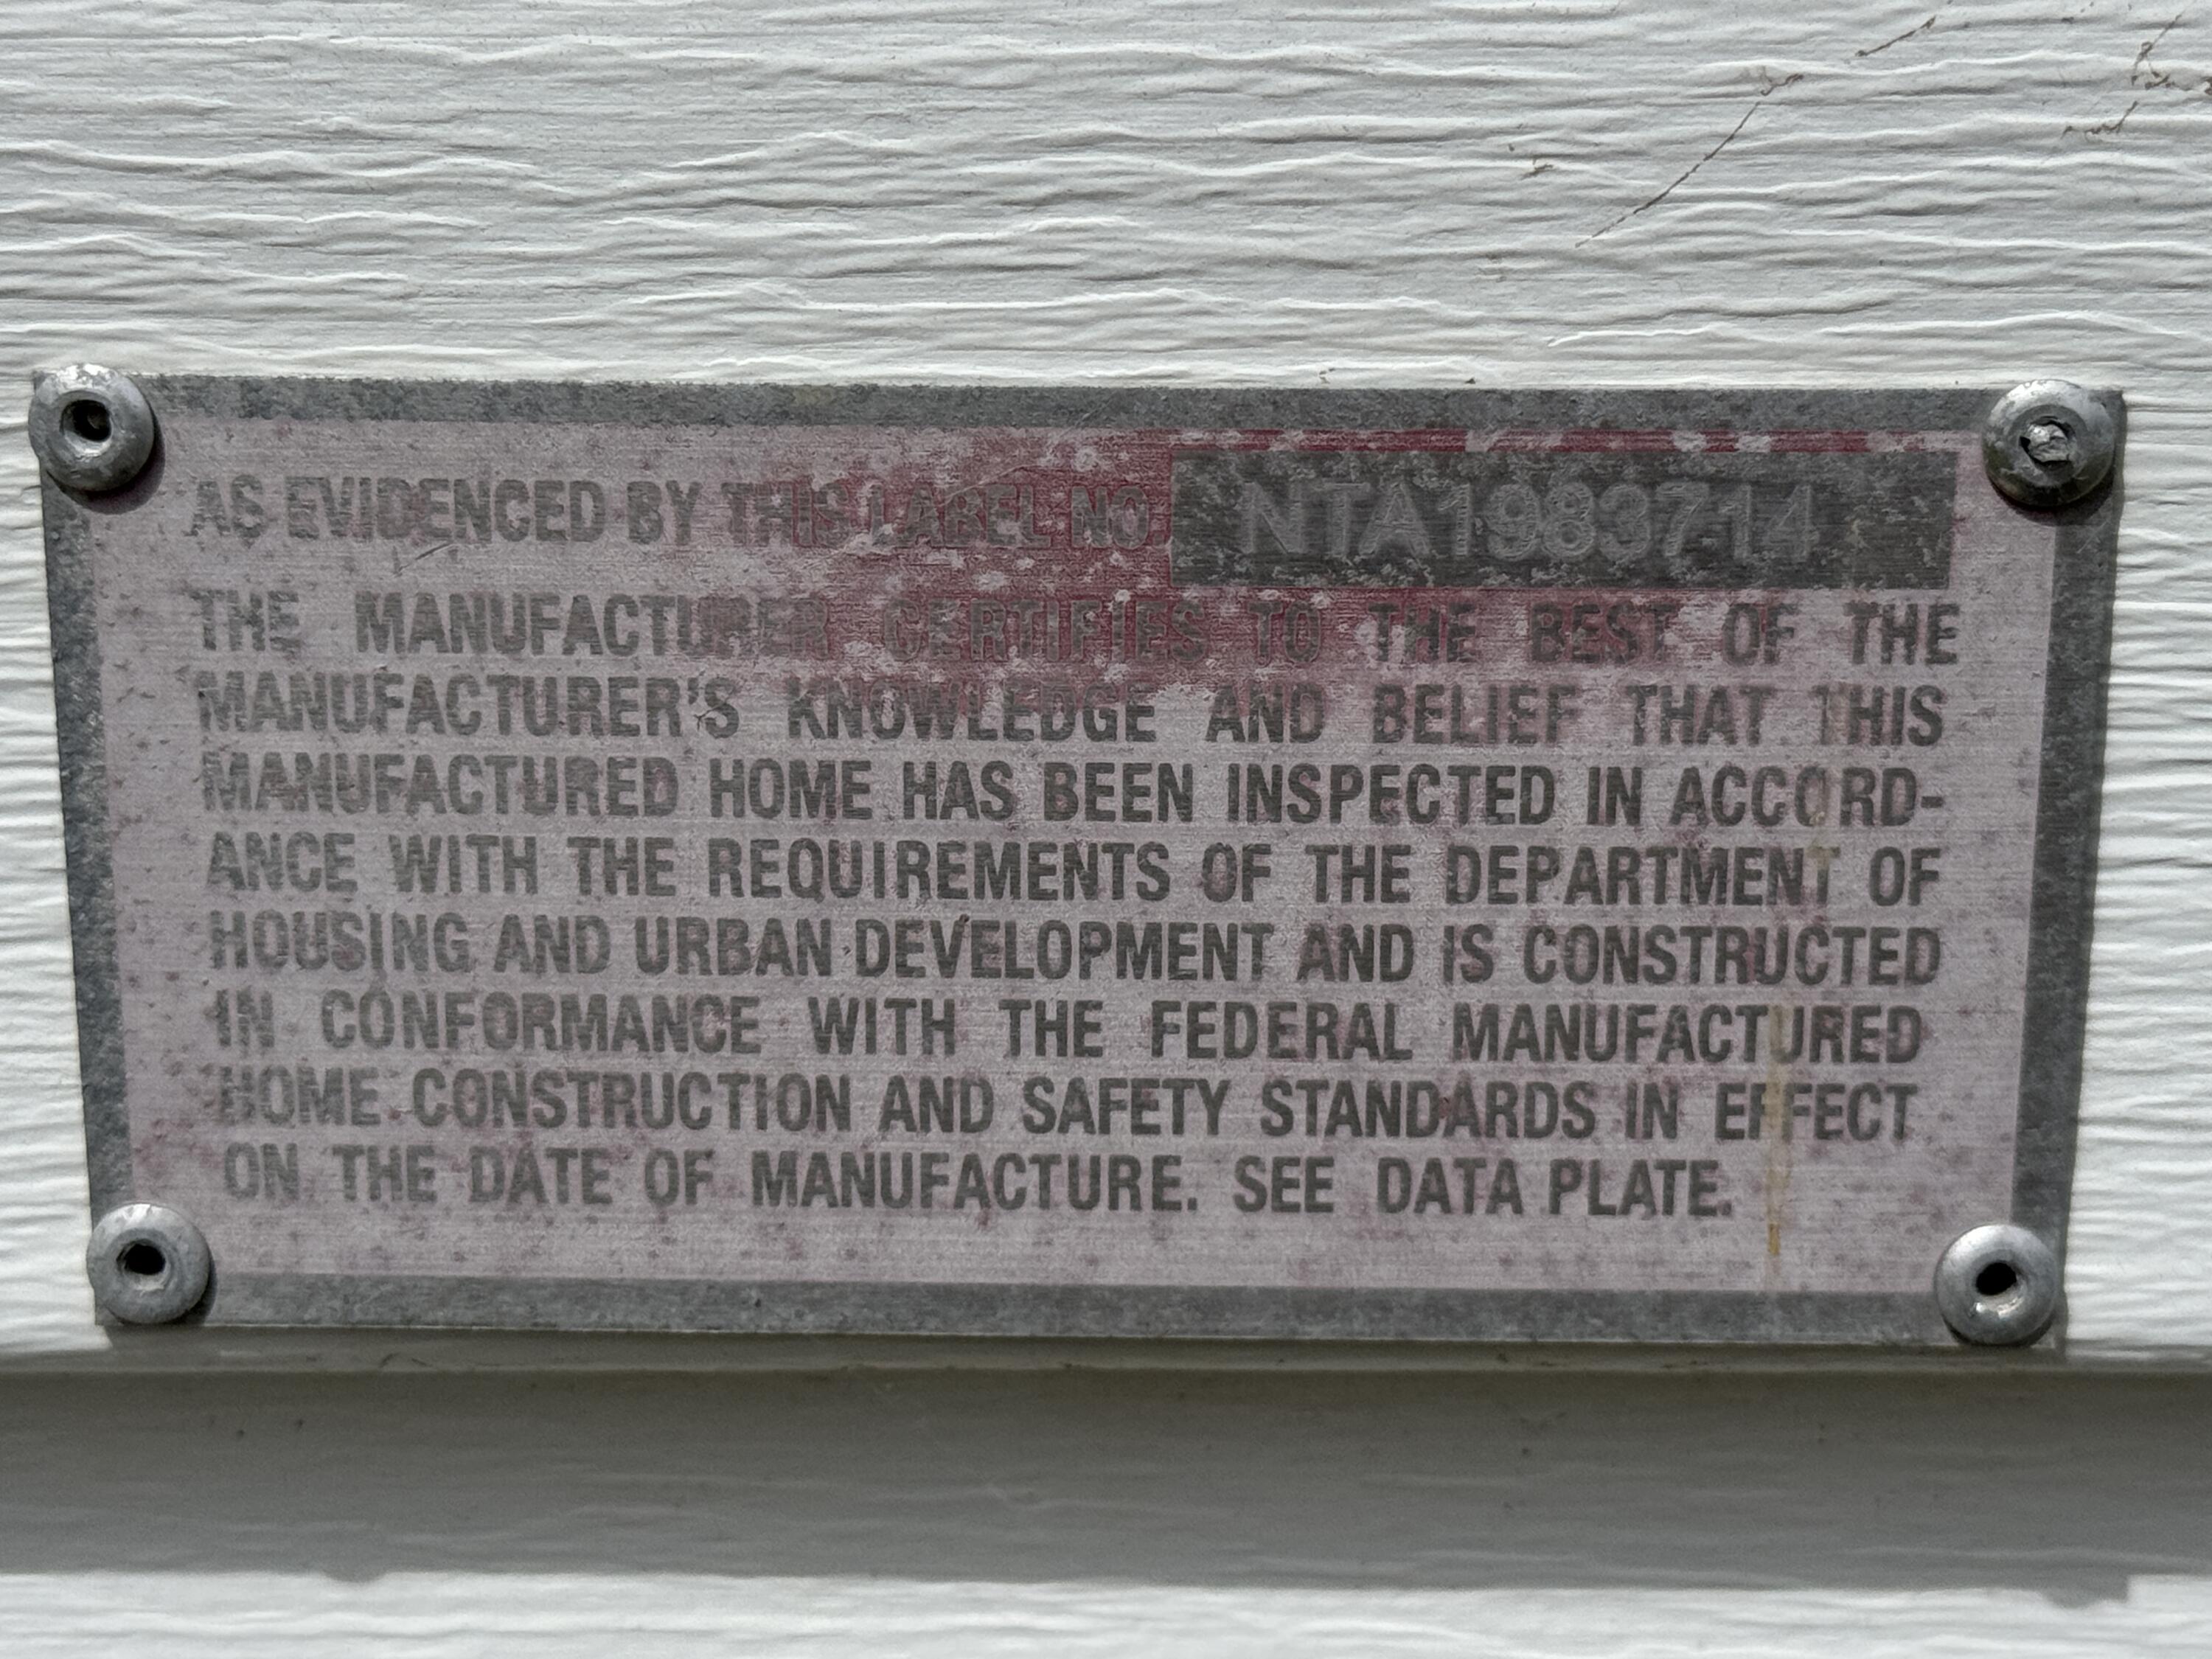 AS EVIDENCED BY THIS LABEL NO NTA1983714
THE MANUFACTURER CERTIFIES TO THE BEST OF THE
MANUFACTURER'S KNOWLEDGE AND BELIEF THAT THIS
MANUFACTURED HOME HAS BEEN INSPECTED IN ACCORD-
ANCE WITH THE REQUIREMENTS OF THE DEPARTMENT OF
HOUSING AND URBAN DEVELOPMENT AND IS CONSTRUCTED
IN CONFORMANCE WITH THE FEDERAL MANUFACTURED
HOME CONSTRUCTION AND SAFETY STANDARDS IN EFFECT
ON THE DATE OF MANUFACTURE. SEE DATA PLATE.